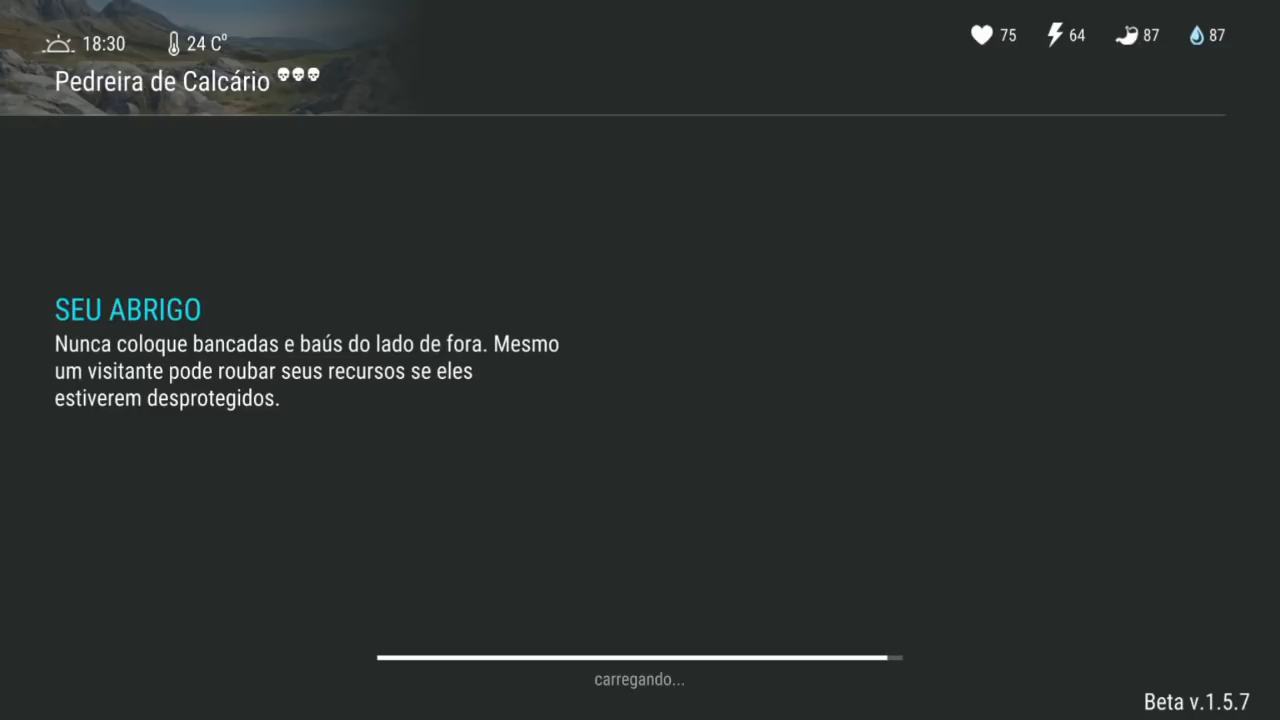 18:30 24 Cº
75 64 87 87
Pedreira de Calcário
SEU ABRIGO
Nunca coloque bancadas e baús do lado de fora. Mesmo
um visitante pode roubar seus recursos se eles
estiverem desprotegidos.
carregando...
Beta v.1.5.7